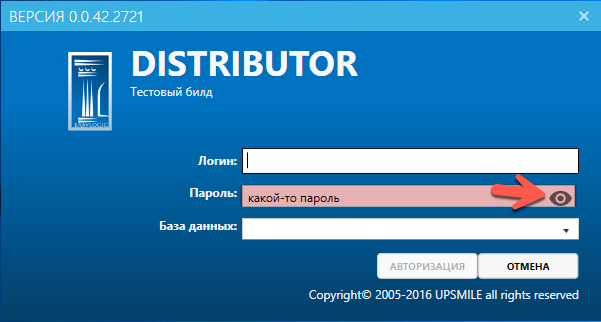 ВЕРСИЯ 0.0.42.2721
DISTRIBUTOR
Тестовый билд
EASYLOGIC
Логин:
Пароль: какой-то пароль
База данных:
АВТОРИЗАЦИЯ ОТМЕНА
Copyright© 2005-2016 UPSMILE all rights reserved